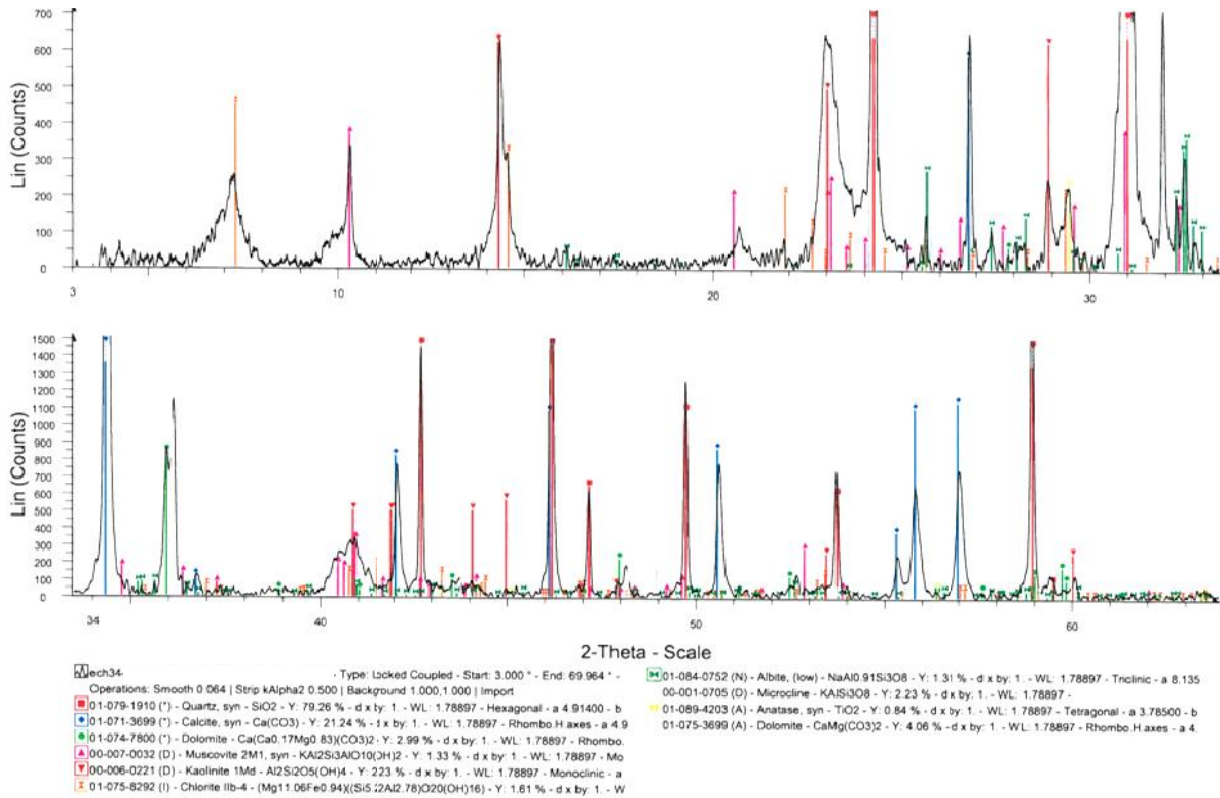 700
600
500
400
300
200
100
0
Lin (Counts)
3
10
20
30
1500
1400
1300
1200
1100
1000
900
800
700
600
500
400
300
200
100
0
Lin (Counts)
34
40
50
60
2-Theta - Scale
ech34- - Type: Locked Coupled - Start: 3.000 ° - End: 69.964 ° -
Operations: Smooth 0.064 | Strip kAlpha2 0.500 | Background 1.000,1.000 | Import
01-079-1910 (*) - Quartz, syn - SiO2 - Y: 79.26 % - d x by: 1. - WL: 1.78897 - Hexagonal - a 4.91400 - b
01-071-3699 (*) - Calcite, syn - Ca(CO3) - Y: 21.24 % - d x by: 1. - WL: 1.78897 - Rhombo.H.axes - a 4.9
01-074-7800 (*) - Dolomite - Ca(Ca0.17Mg0.83)(CO3)2 - Y: 2.99 % - d x by: 1. - WL: 1.78897 - Rhombo.
00-007-0032 (D) - Muscovite 2M1, syn - KAl2Si3AlO10(OH)2 - Y: 1.33 % - d x by: 1. - WL: 1.78897 - Mo
00-006-0221 (D) - Kaolinite 1Md - Al2Si2O5(OH)4 - Y: 2.23 % - d x by: 1. - WL: 1.78897 - Monoclinic - a
01-075-8292 (I) - Chlorite IIb-4 - (Mg11.06Fe0.94)((Si5.22Al2.78)O20(OH)16) - Y: 1.61 % - d x by: 1. - W
01-084-0752 (N) - Albite, (low) - NaAl0.91Si3O8 - Y: 1.31 % - d x by: 1. - WL: 1.78897 - Triclinic - a 8.135
00-001-0705 (D) - Microcline - KAlSi3O8 - Y: 2.23 % - d x by: 1. - WL: 1.78897 -
01-089-4203 (A) - Anatase, syn - TiO2 - Y: 0.84 % - d x by: 1. - WL: 1.78897 - Tetragonal - a 3.78500 - b
01-075-3699 (A) - Dolomite - CaMg(CO3)2 - Y: 4.06 % - d x by: 1. - WL: 1.78897 - Rhombo.H.axes - a 4.